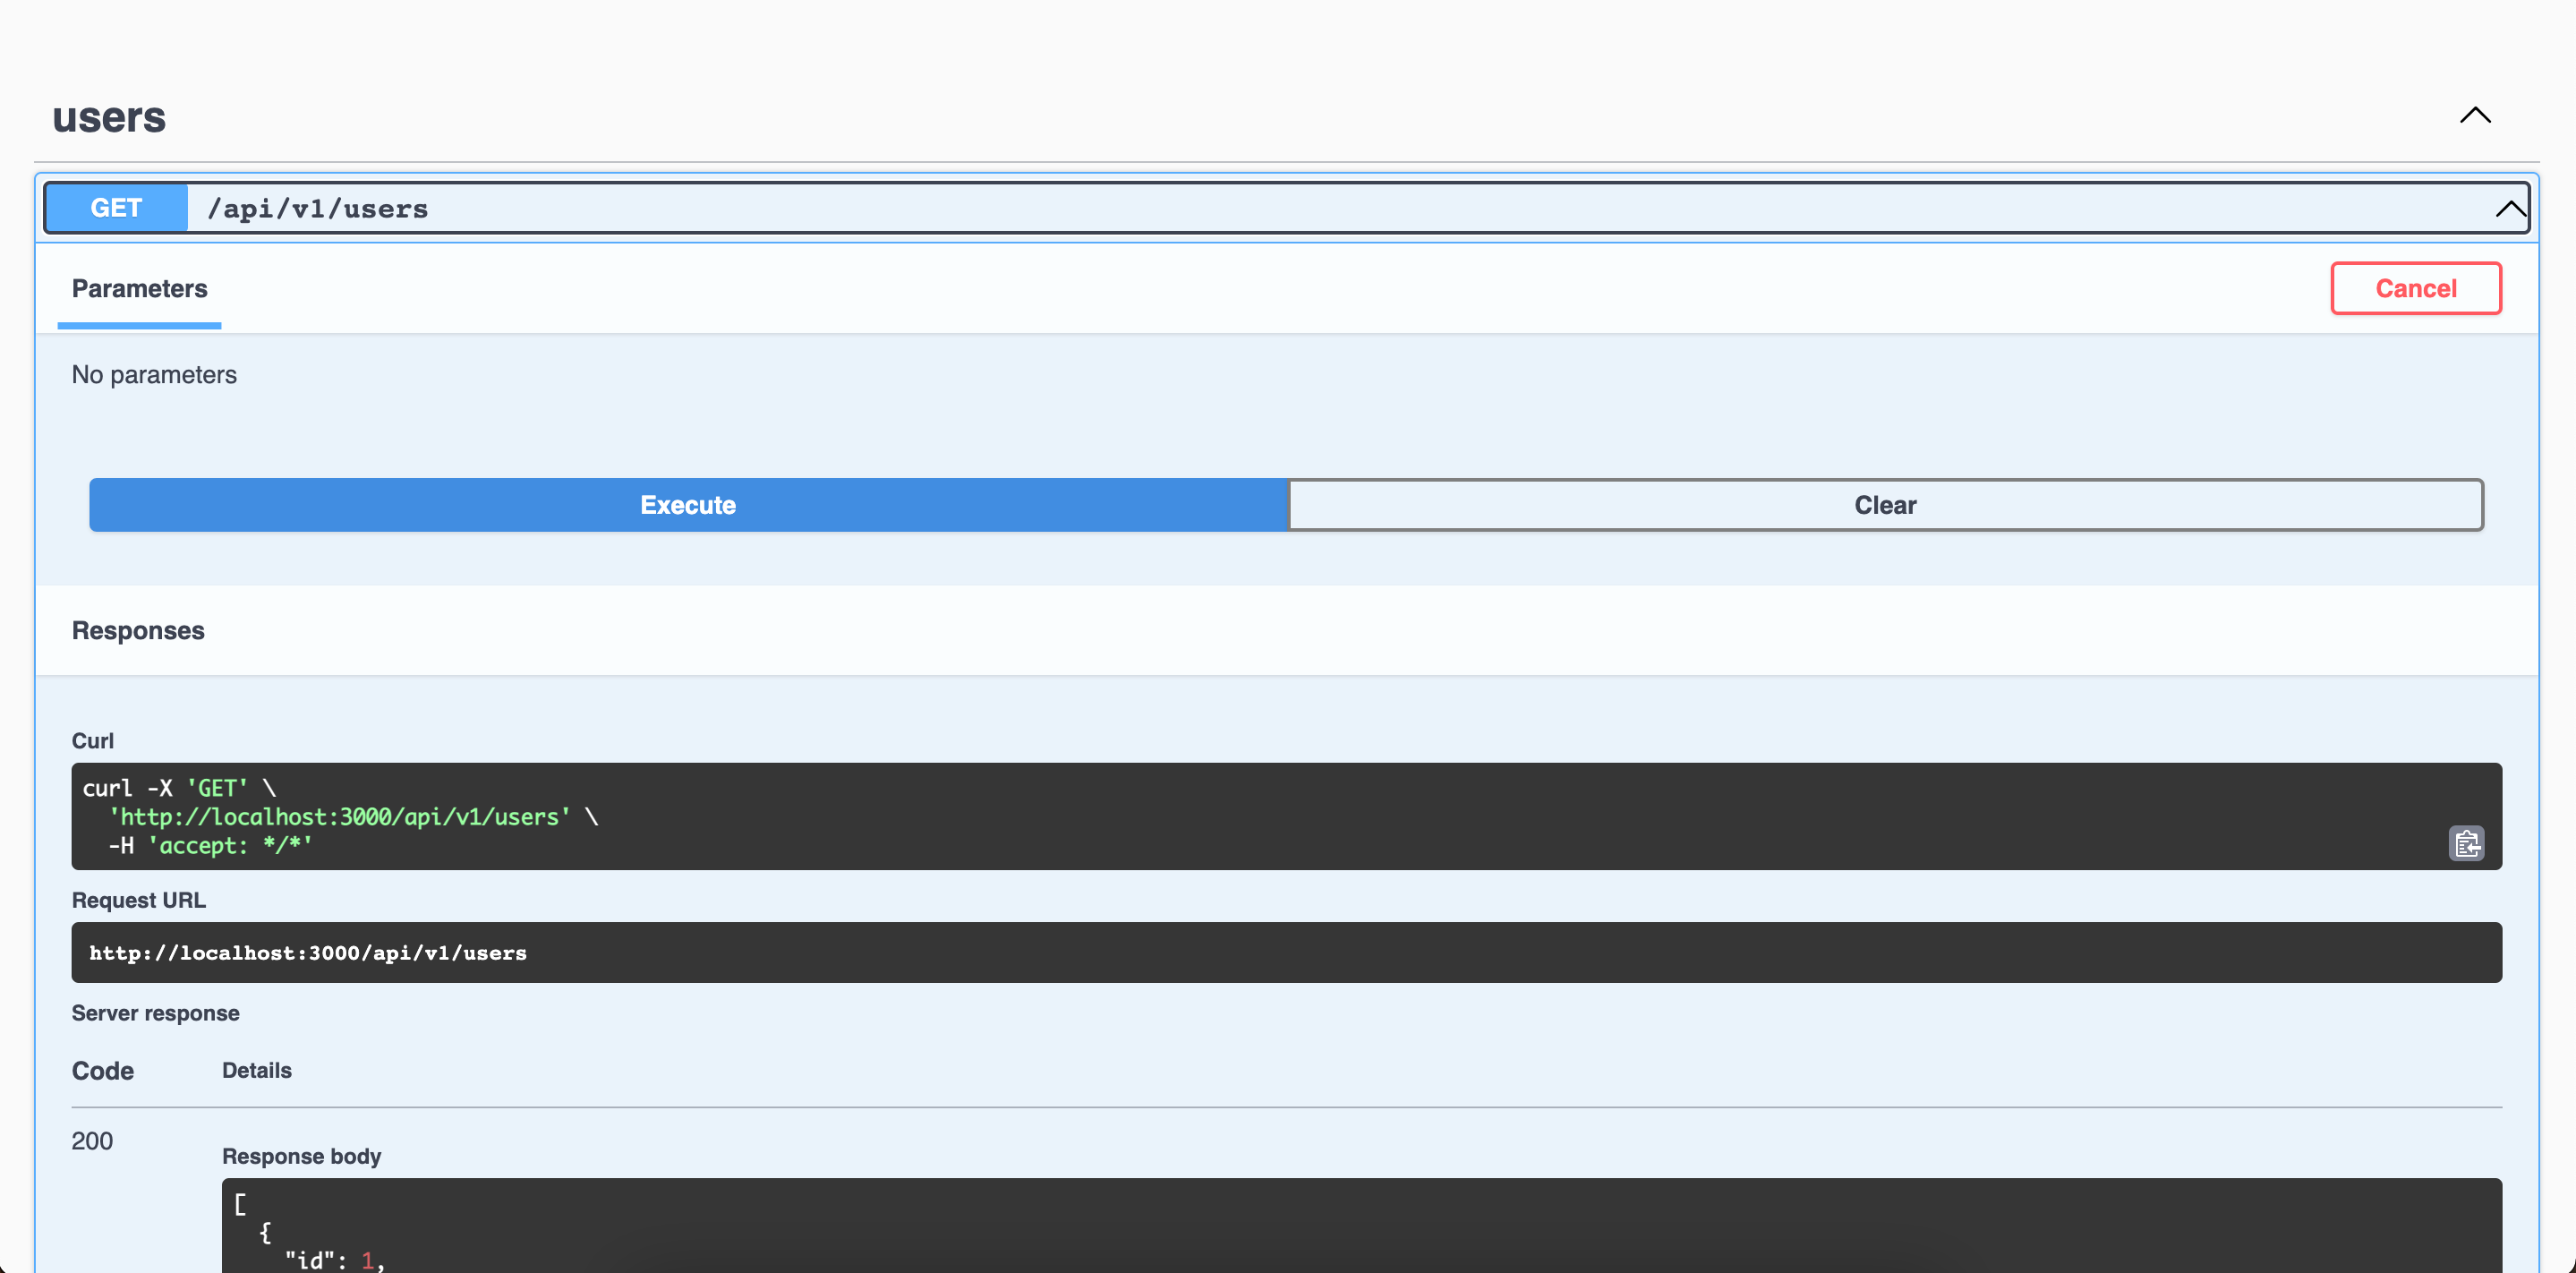 users
GET /api/v1/users
Parameters Cancel
No parameters
Execute Clear
Responses
Curl
curl -X 'GET' \
  'http://localhost:3000/api/v1/users' \
  -H 'accept: */*'
Request URL
http://localhost:3000/api/v1/users
Server response
Code Details
200
Response body
[
  {
    "id": 1,